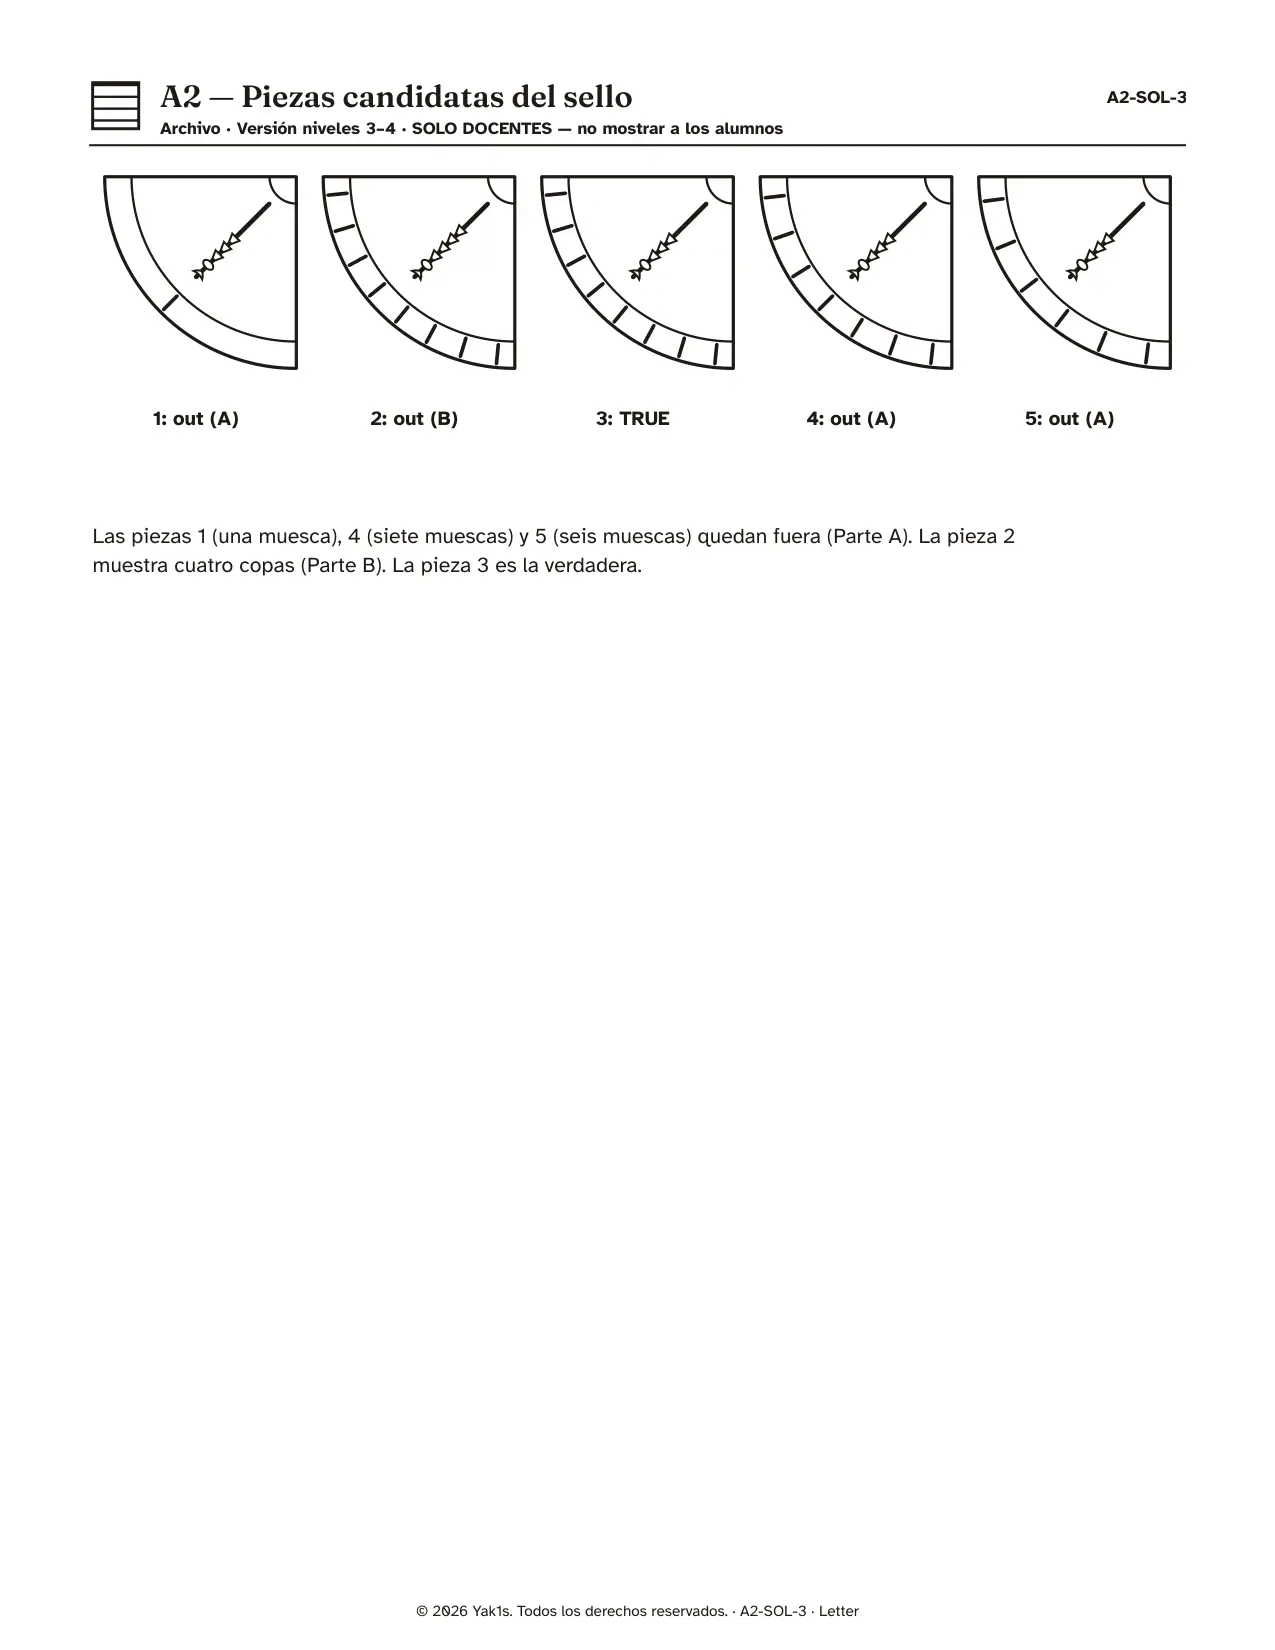 A2 — Piezas candidatas del sello
A2-SOL-3
Archivo · Versión niveles 3–4 · SOLO DOCENTES — no mostrar a los alumnos
1: out (A)
2: out (B)
3: TRUE
4: out (A)
5: out (A)
Las piezas 1 (una muesca), 4 (siete muescas) y 5 (seis muescas) quedan fuera (Parte A). La pieza 2
muestra cuatro copas (Parte B). La pieza 3 es la verdadera.
© 2026 Yak1s. Todos los derechos reservados. · A2-SOL-3 · Letter